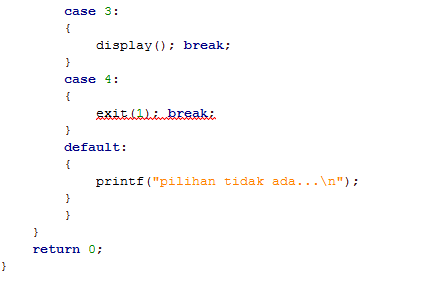 case 3:
{
display(); break;
}
case 4:
{
exit(1); break;
}
default:
{
printf("pilihan tidak ada...\n");
}
}
}
return 0;
}